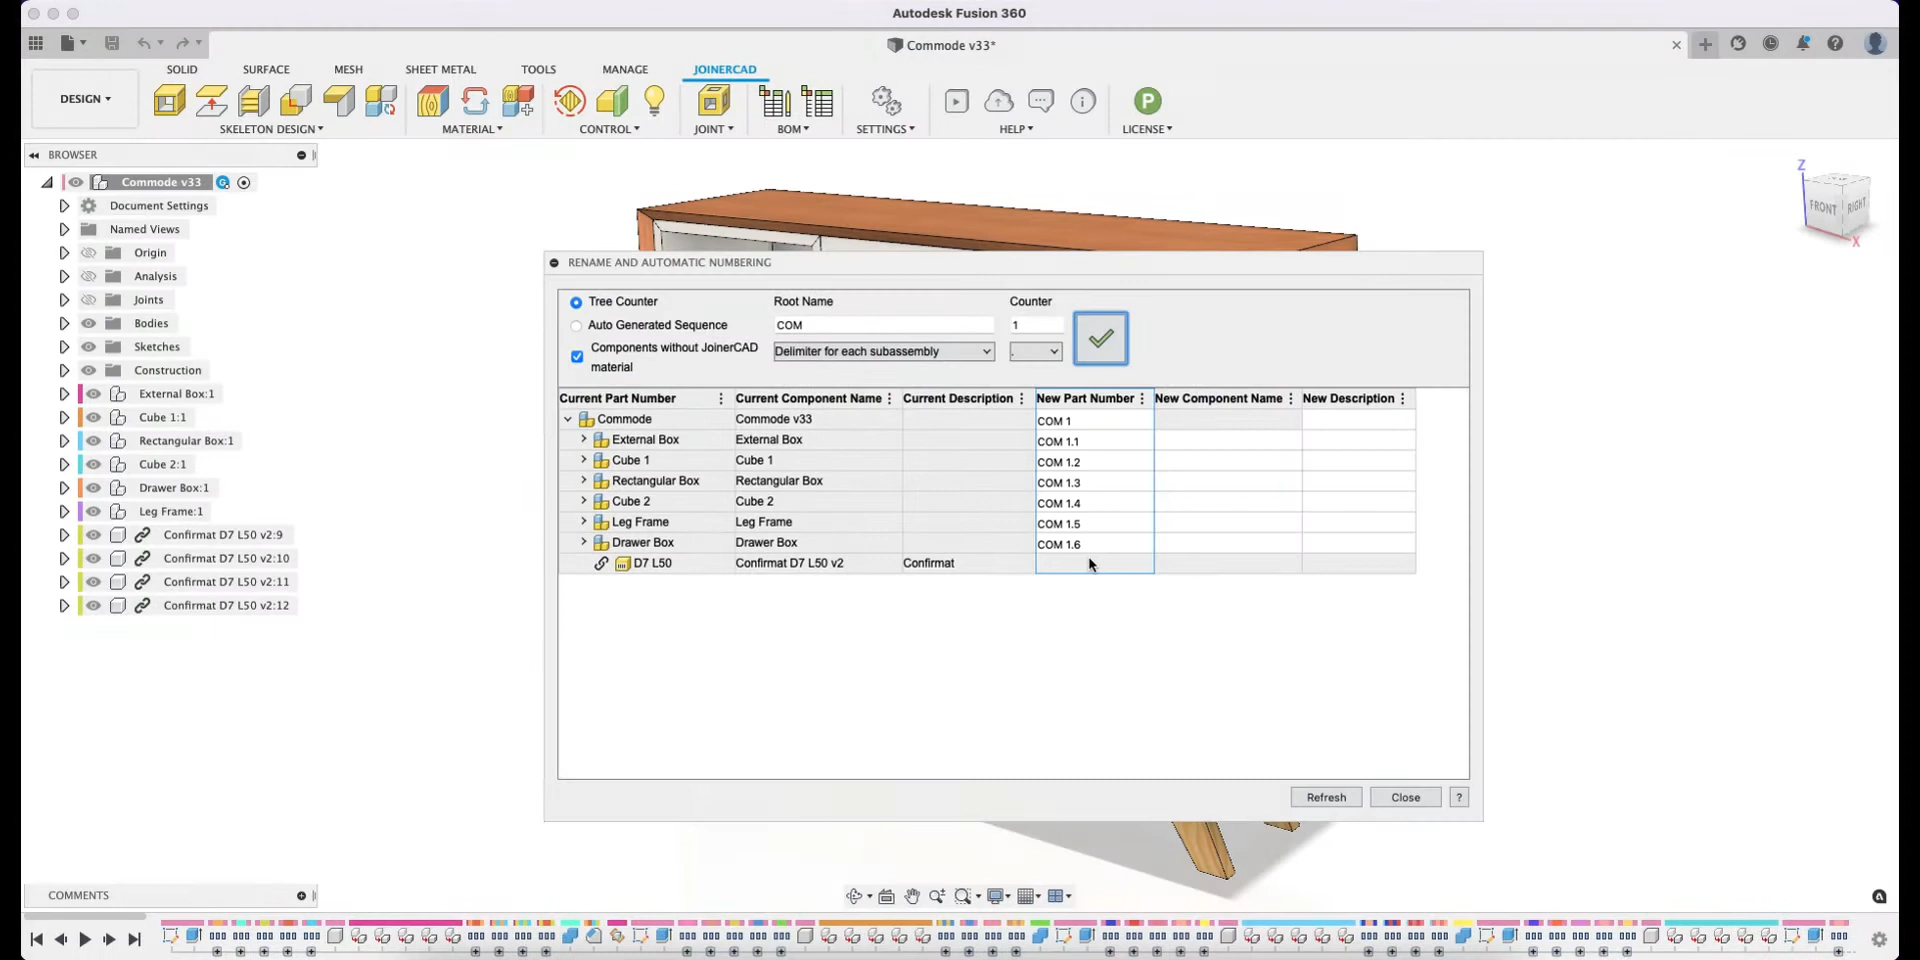 Autodesk Fusion 360
Commode v33*
SOLID SURFACE MESH SHEET METAL TOOLS MANAGE JOINERCAD
DESIGN
SKELETON DESIGN MATERIAL CONTROL JOINT BOM SETTINGS HELP LICENSE
P
BROWSER
Commode v33
Document Settings
Named Views
Origin
Analysis
Joints
Bodies
Sketches
Construction
External Box:1
Cube 1:1
Rectangular Box:1
Cube 2:1
Drawer Box:1
Leg Frame:1
Confirmat D7 L50 v2:9
Confirmat D7 L50 v2:10
Confirmat D7 L50 v2:11
Confirmat D7 L50 v2:12
Z
FRONT RIGHT
X
RENAME AND AUTOMATIC NUMBERING
Tree Counter Root Name Counter
Auto Generated Sequence COM 1
Components without JoinerCAD
material
Delimiter for each subassembly .
Current Part Number Current Component Name Current Description New Part Number New Component Name New Description
Commode Commode v33 COM 1
External Box External Box COM 1.1
Cube 1 Cube 1 COM 1.2
Rectangular Box Rectangular Box COM 1.3
Cube 2 Cube 2 COM 1.4
Leg Frame Leg Frame COM 1.5
Drawer Box Drawer Box COM 1.6
D7 L50 Confirmat D7 L50 v2 Confirmat
Refresh Close ?
COMMENTS